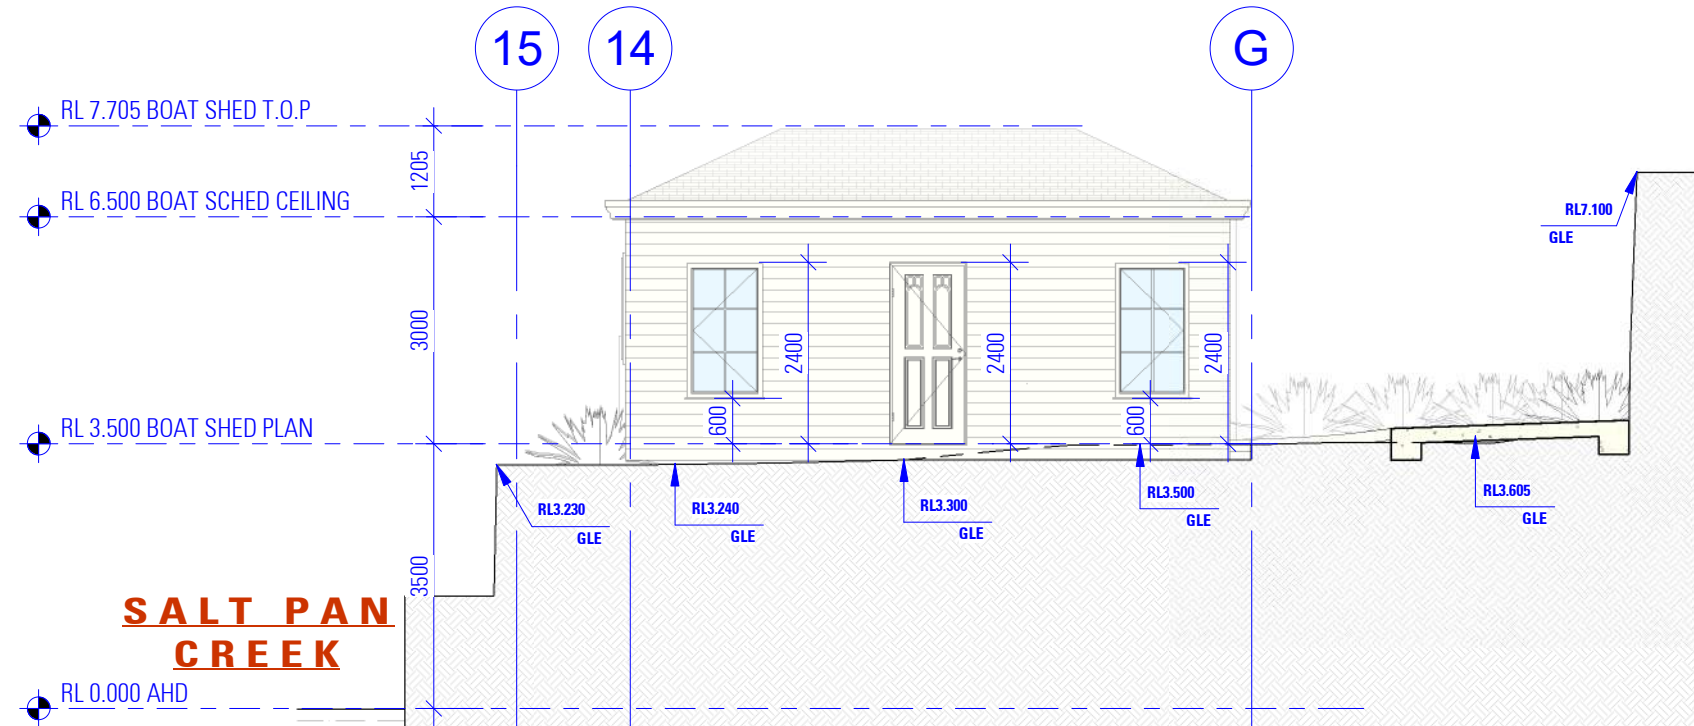 15
14
G
RL 7.705 BOAT SHED T.O.P
1205
RL 6.500 BOAT SCHED CEILING
RL7.100
GLE
3000
2400
2400
2400
600
600
RL 3.500 BOAT SHED PLAN
RL3.230
GLE
RL3.240
GLE
RL3.300
GLE
RL3.500
GLE
RL3.605
GLE
3500
SALT PAN
CREEK
RL 0.000 AHD